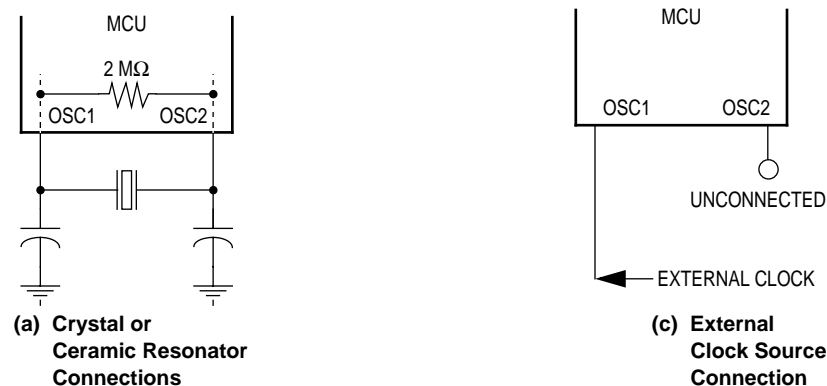 MCU
2 MΩ
OSC1 OSC2
(a) Crystal or
Ceramic Resonator
Connections
MCU
OSC1 OSC2
UNCONNECTED
EXTERNAL CLOCK
(c) External
Clock Source
Connection